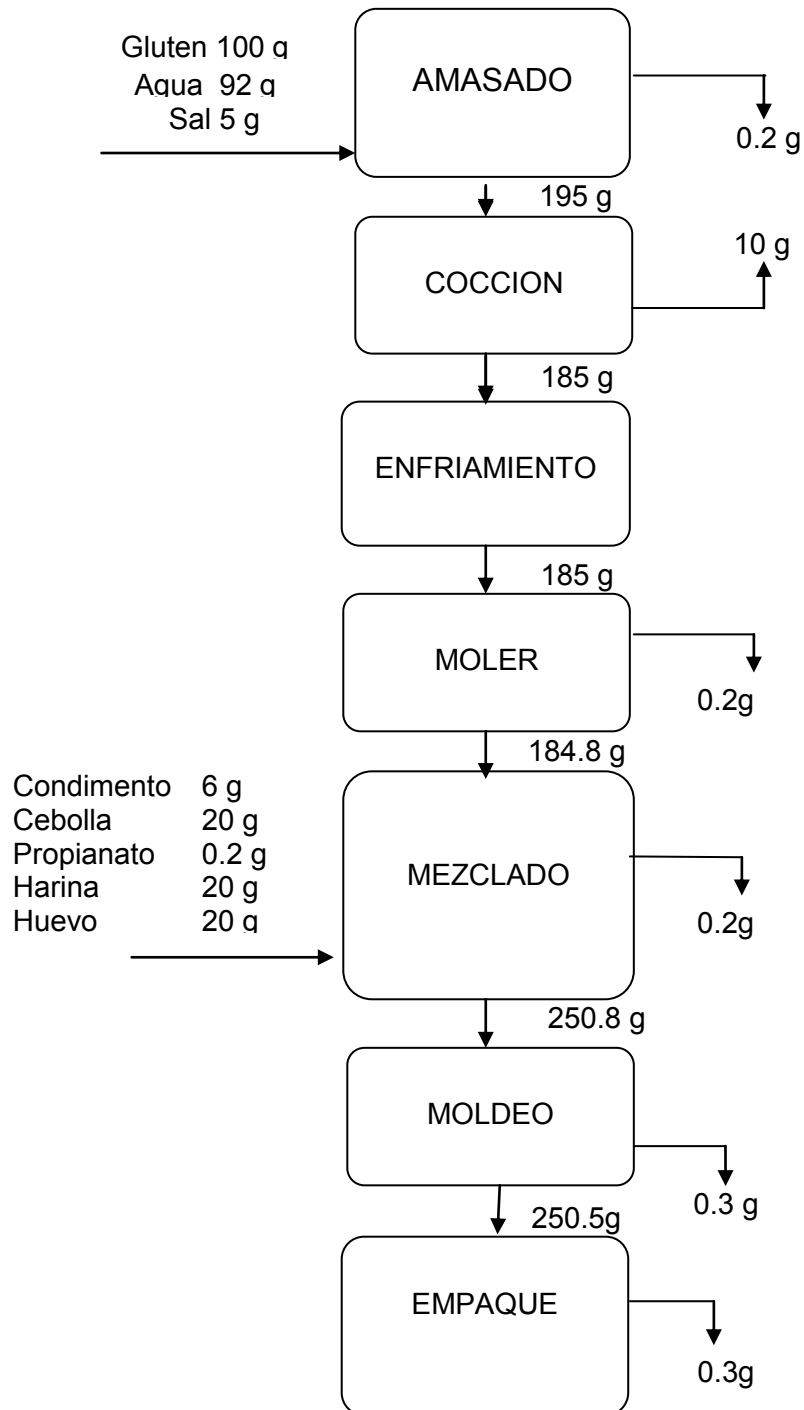 Gluten 100 g
Agua 92 g
Sal 5 g
AMASADO
0.2 g
195 g
COCCION
10 g
185 g
ENFRIAMIENTO
185 g
MOLER
0.2g
184.8 g
Condimento 6 g
Cebolla 20 g
Propianato 0.2 g
Harina 20 g
Huevo 20 g
MEZCLADO
0.2g
250.8 g
MOLDEO
0.3 g
250.5g
EMPAQUE
0.3g